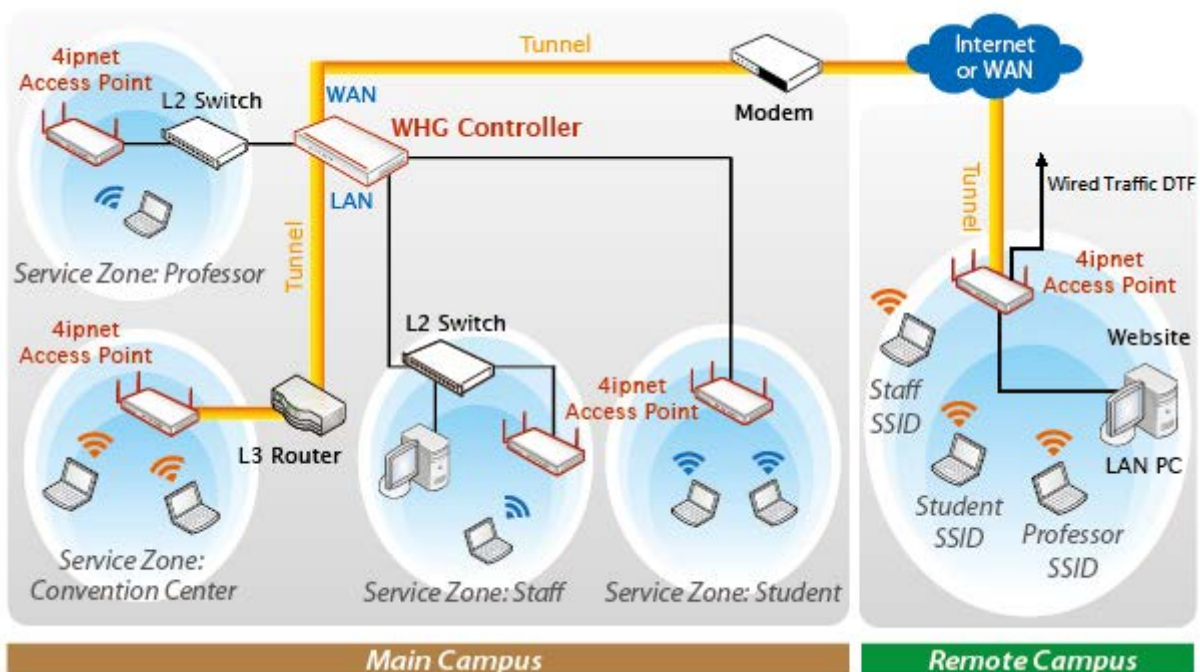 Tunnel
Internet
or WAN
4ipnet
Access Point
L2 Switch
WAN
WHG Controller
Modem
LAN
Tunnel
Tunnel
Wired Traffic DTF
Service Zone: Professor
4ipnet
Access Point
L3 Router
Service Zone:
Convention Center
L2 Switch
Service Zone: Staff
4ipnet
Access Point
Service Zone: Student
4ipnet
Access Point
Website
LAN PC
Staff
SSID
Student
SSID
Professor
SSID
Main Campus
Remote Campus